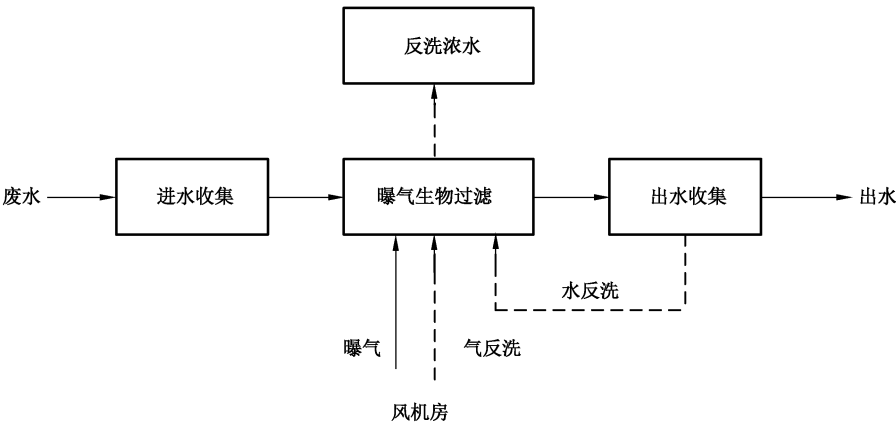 反洗浓水
废水
进水收集
曝气生物过滤
出水收集
出水
水反洗
曝气
气反洗
风机房